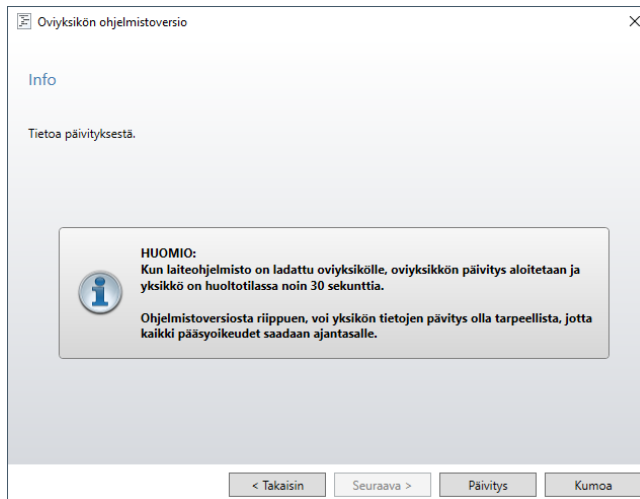 Oviyksikön ohjelmistoversio
Info
Tietoa päivityksestä.
HUOMIO:
Kun laiteohjelmisto on ladattu oviyksikölle, oviyksikkön päivitys aloitetaan ja
yksikkö on huoltotilassa noin 30 sekunttia.
Ohjelmistoversiosta riippuen, voi yksikön tietojen pävitys olla tarpeellista, jotta
kaikki pääsyoikeudet saadaan ajantasalle.
< Takaisin
Seuraava >
Päivitys
Kumoa